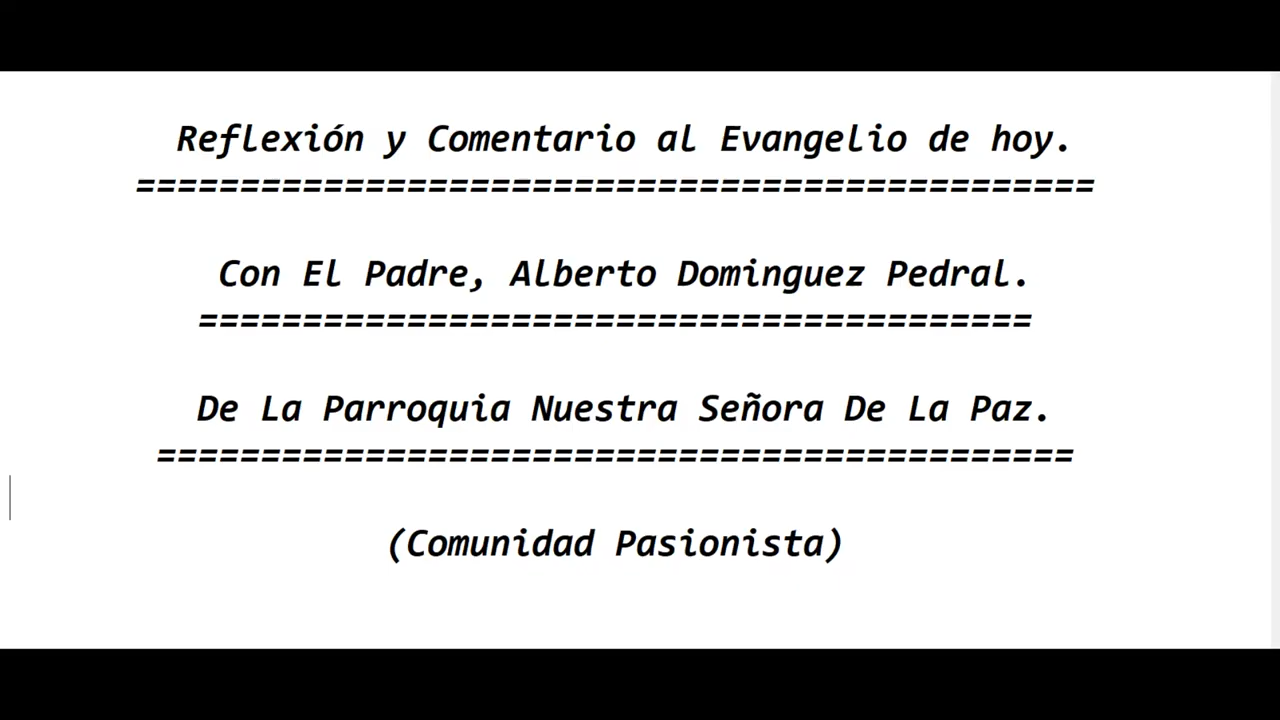 Reflexión y Comentario al Evangelio de hoy.
==============================================
Con El Padre, Alberto Dominguez Pedral.
========================================
De La Parroquia Nuestra Señora De La Paz.
============================================
(Comunidad Pasionista)